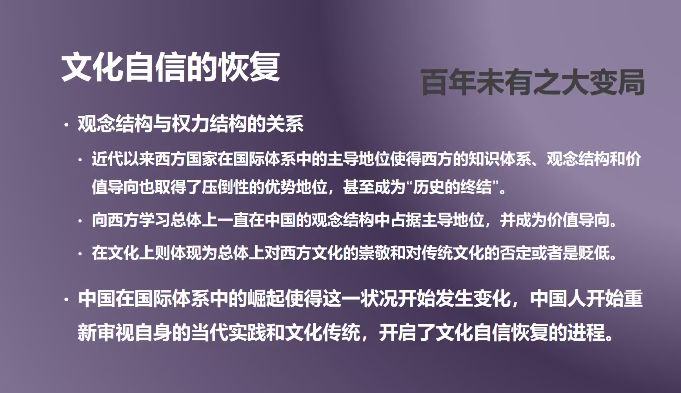 文化自信的恢复
百年未有之大变局
• 观念结构与权力结构的关系
• 近代以来西方国家在国际体系中的主导地位使得西方的知识体系、观念结构和价
值导向也取得了压倒性的优势地位，甚至成为"历史的终结"。
• 向西方学习总体上一直在中国的观念结构中占据主导地位，并成为价值导向。
• 在文化上则体现为总体上对西方文化的崇敬和对传统文化的否定或者是贬低。
• 中国在国际体系中的崛起使得这一状况开始发生变化，中国人开始重
新审视自身的当代实践和文化传统，开启了文化自信恢复的进程。